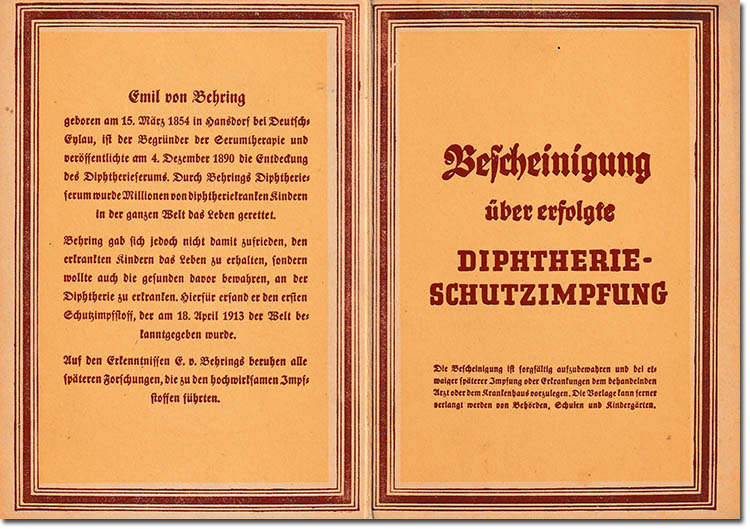 Emil von Behring
geboren am 15. März 1854 in Hansdorf bei Deutsch-
Eylau, ist der Begründer der Serumtherapie und
veröffentlichte am 4. Dezember 1890 die Entdeckung
des Diphtherieserums. Durch Behrings Diphtherie-
serum wurde Millionen von diphtheriekranken Kindern
in der ganzen Welt das Leben gerettet.
Behring gab sich jedoch nicht damit zufrieden, den
erkrankten Kindern das Leben zu erhalten, sondern
wollte auch die gesunden davor bewahren, an der
Diphtherie zu erkranken. Hierfür erfand er den ersten
Schutzimpfstoff, der am 18. April 1913 der Welt be-
kanntgegeben wurde.
Auf den Erkenntnissen E. v. Behrings beruhen alle
späteren Forschungen, die zu den hochwirksamen Impf-
stoffen führten.
Bescheinigung
über erfolgte
DIPHTHERIE-
SCHUTZIMPFUNG
Die Bescheinigung ist sorgfältig aufzubewahren und bei et-
waiger späterer Impfung oder Erkrankungen dem behandelnden
Arzt oder dem Krankenhaus vorzulegen. Die Vorlage kann ferner
verlangt werden von Behörden, Schulen und Kindergärten.